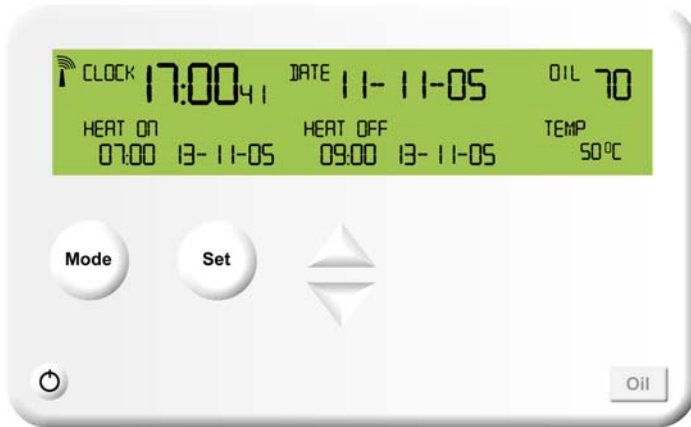 CLOCK 17:00 41 DATE 11-11-05 OIL 70
HEAT ON HEAT OFF TEMP
07:00 13-11-05 09:00 13-11-05 50°C
Mode Set
Oil